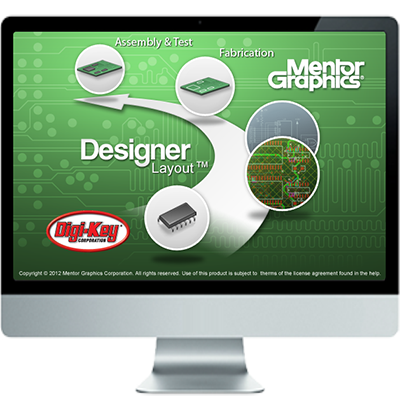 Assembly & Test
Fabrication
Mentor
Graphics®
Designer
Layout™
Digi-Key®
CORPORATION
Copyright © 2012 Mentor Graphics Corporation. All rights reserved. Use of this product is subject to therms of the license agreement found in the help.